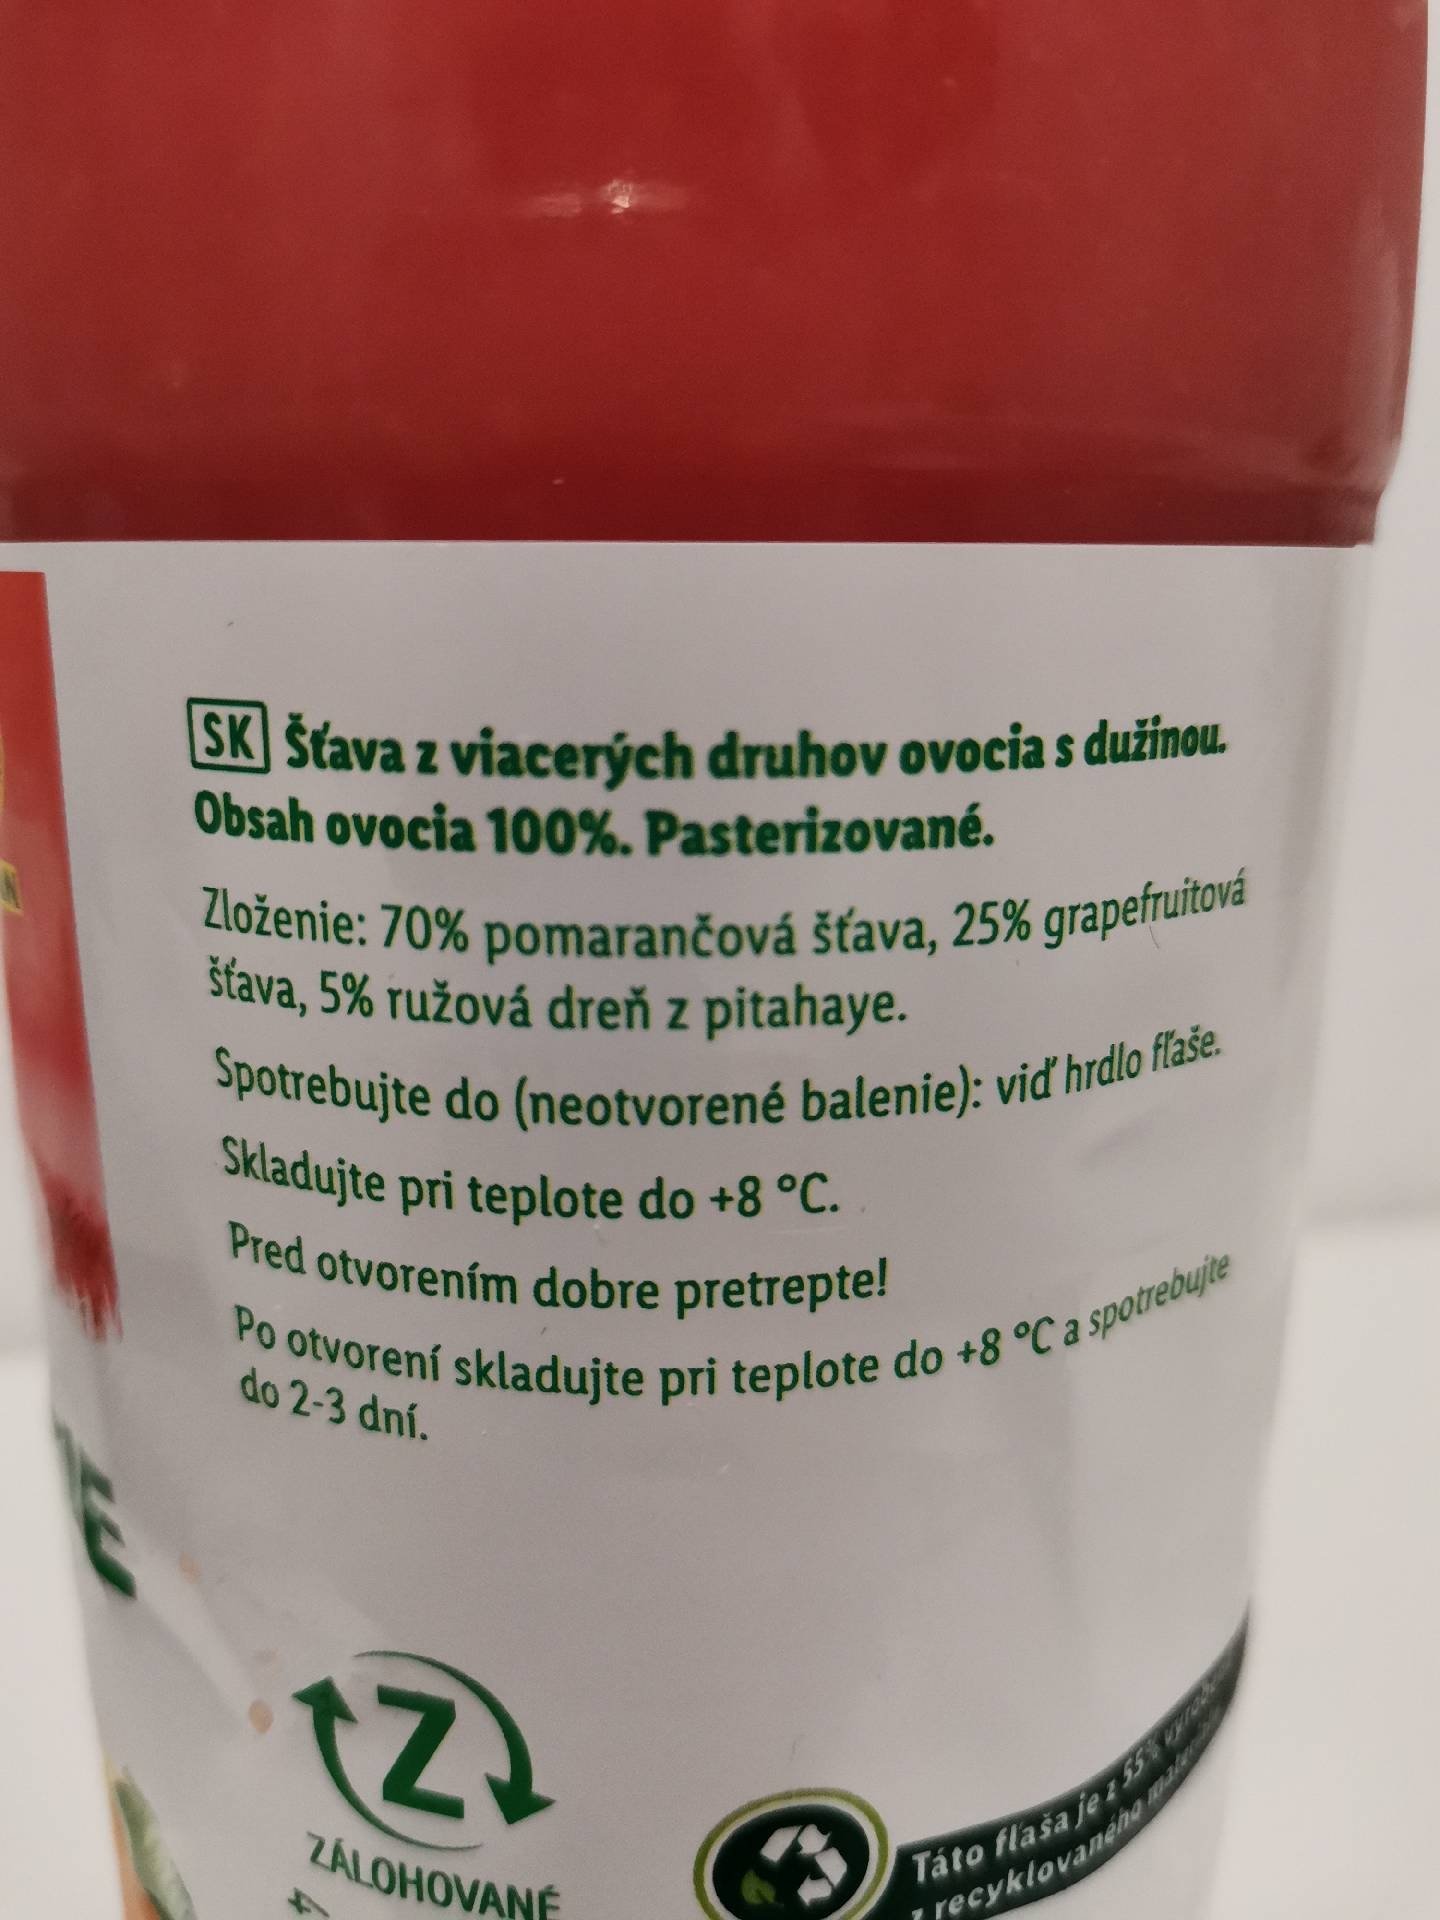 SK Šťava z viacerých druhov ovocia s dužinou.
Obsah ovocia 100%. Pasterizované.
Zloženie: 70% pomarančová šťava, 25% grapefruitová
šťava, 5% ružová dreň z pitahaye.
Spotrebujte do (neotvorené balenie): viď hrdlo fľaše.
Skladujte pri teplote do +8 °C.
Pred otvorením dobre pretrepte!
Po otvorení skladujte pri teplote do +8 °C a spotrebujte
do 2-3 dní.
Z
ZÁLOHOVANÉ
Táto fľaša je z 55%
z recyklovaného